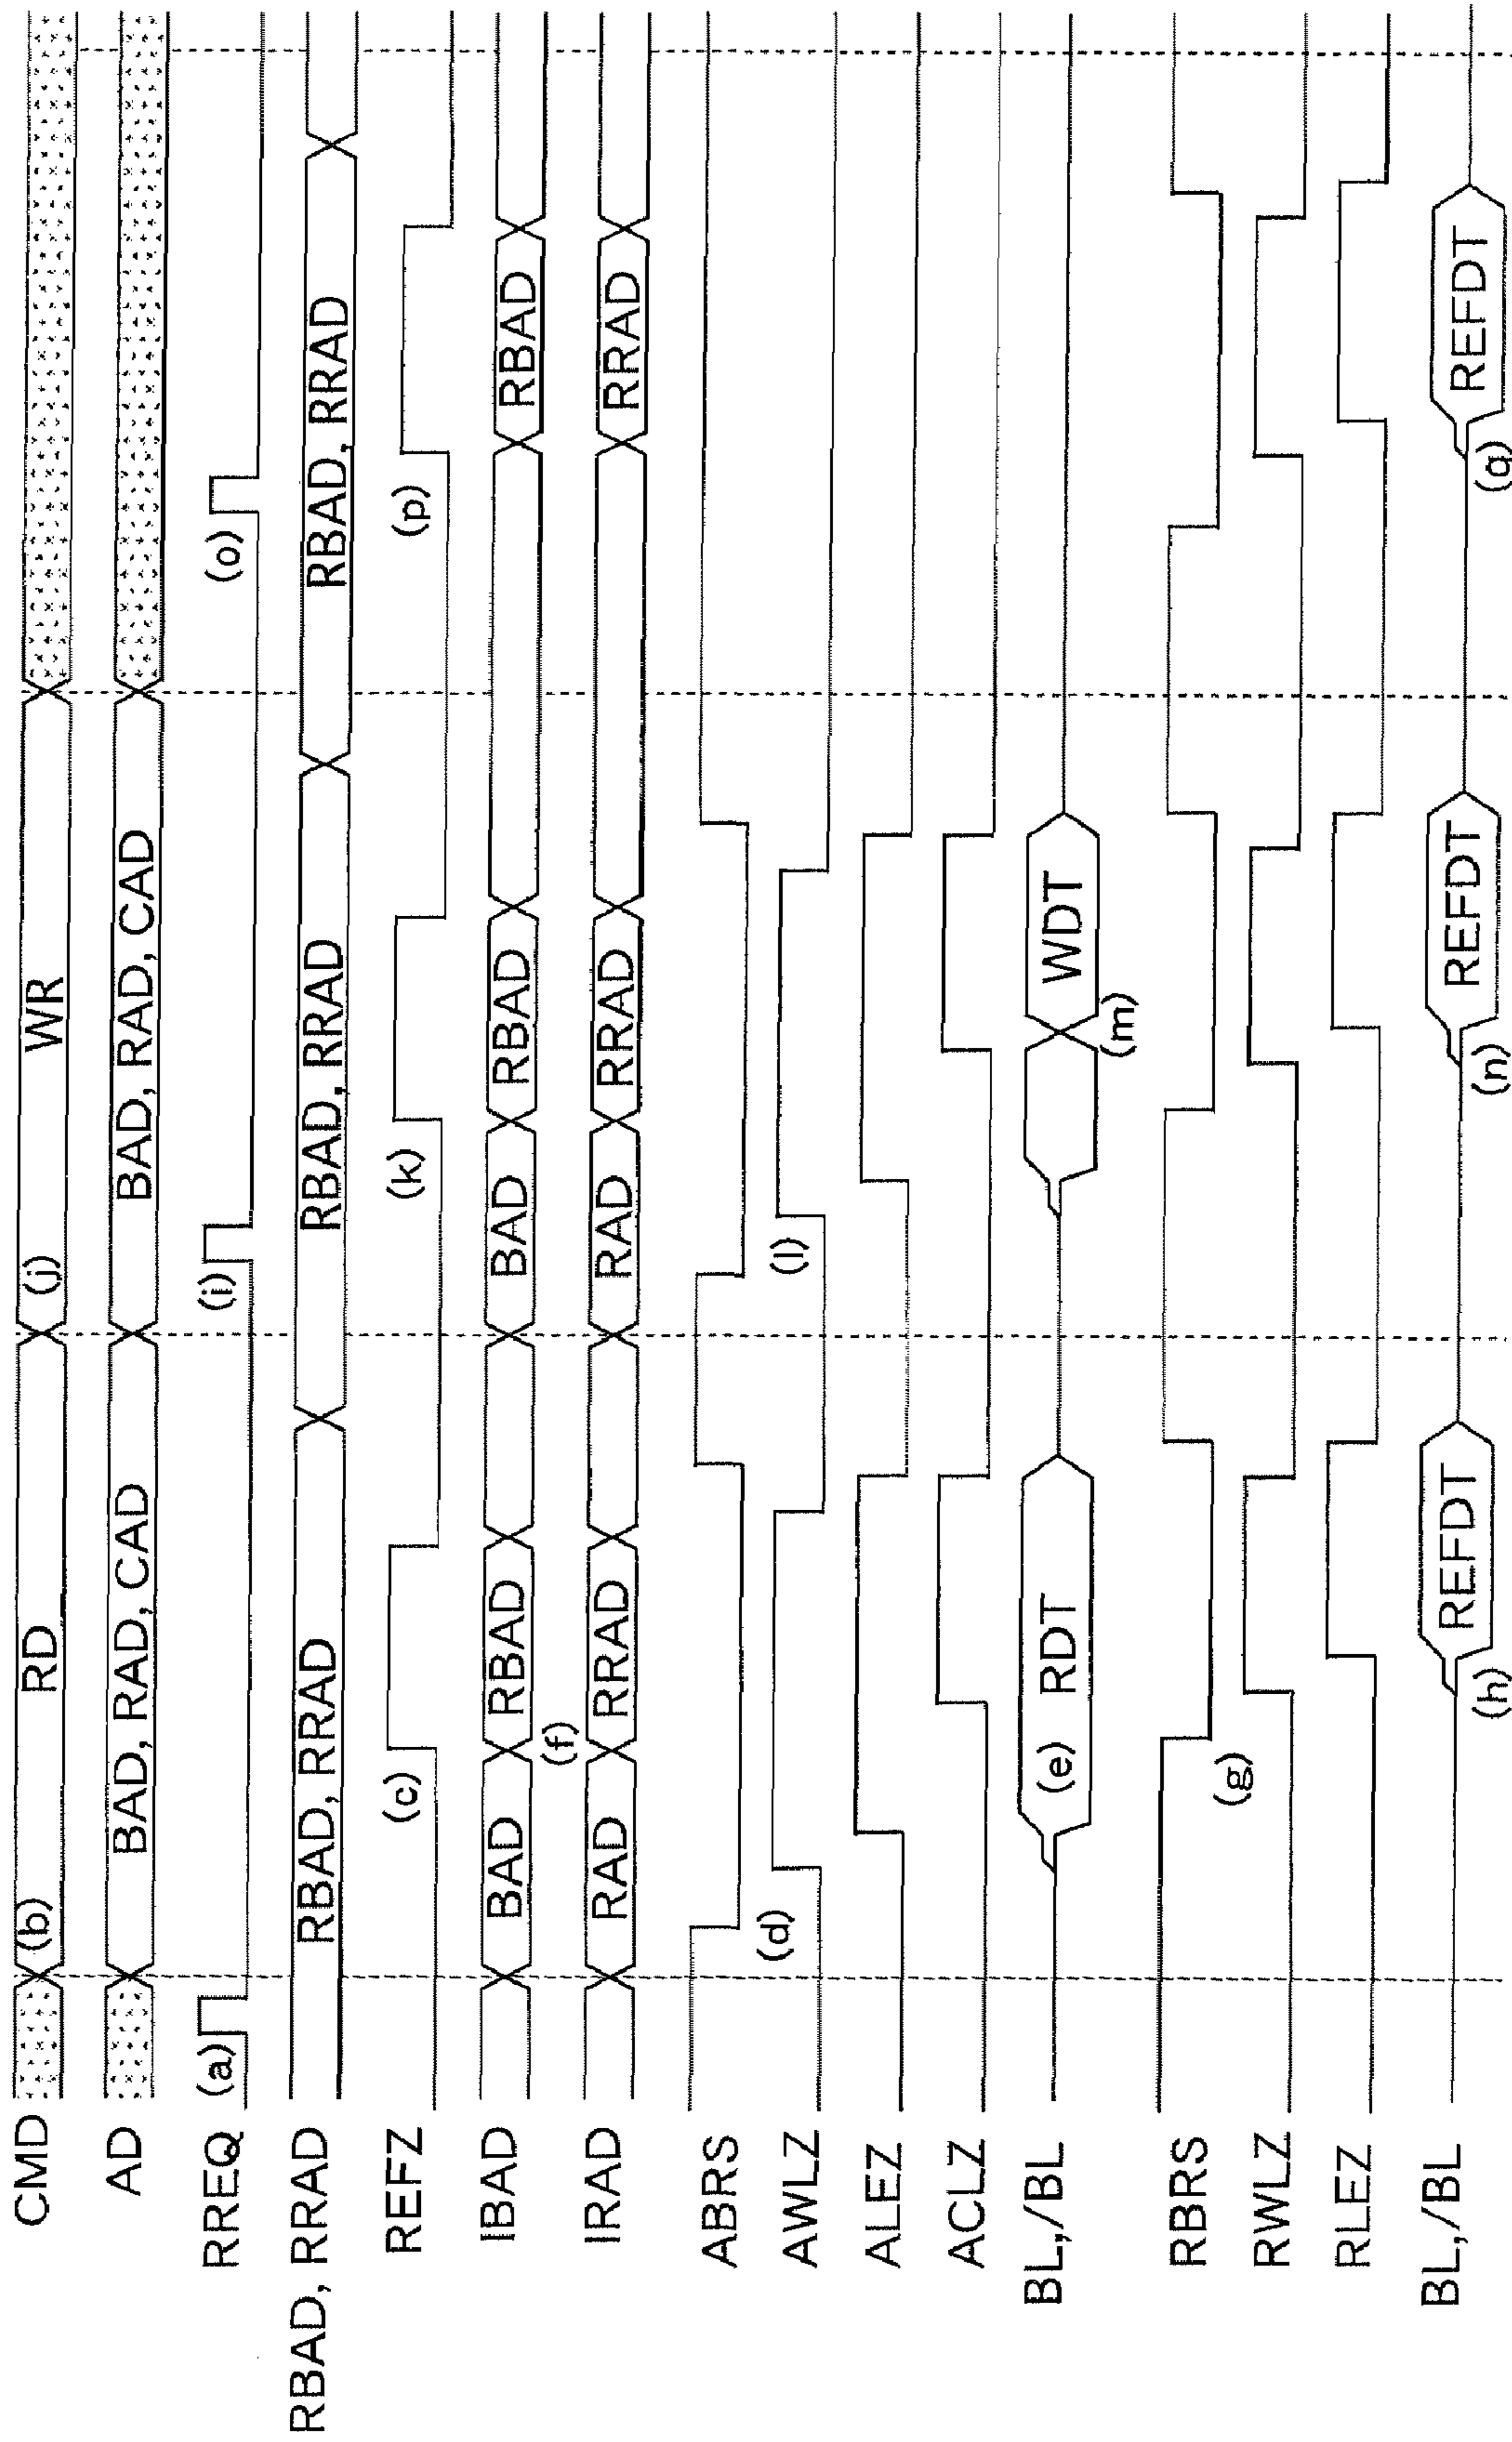 CMD (b) RD (j) WR
AD BAD, RAD, CAD BAD, RAD, CAD
RREQ (a) (i) (o)
RBAD, RRAD RBAD, RRAD RBAD, RRAD RBAD, RRAD
REFZ (c) (k) (p)
IBAD BAD RBAD BAD RBAD RBAD
(f)
IRAD RAD RRAD RAD RRAD RRAD
ABRS
(d) (l)
AWLZ
ALEZ
ACLZ
BL,/BL (e) RDT WDT
(m)
RBRS
(g)
RWLZ
RLEZ
BL,/BL REFDT REFDT REFDT
(h) (n) (q)